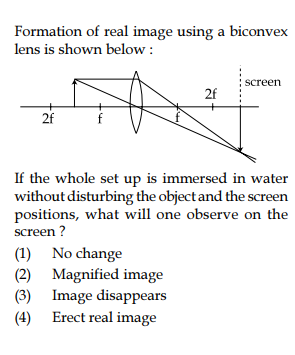 Formation of real image using a biconvex
lens is shown below :
screen
2f
2f
f
f
If the whole set up is immersed in water
without disturbing the object and the screen
positions, what will one observe on the
screen ?
(1) No change
(2) Magnified image
(3) Image disappears
(4) Erect real image